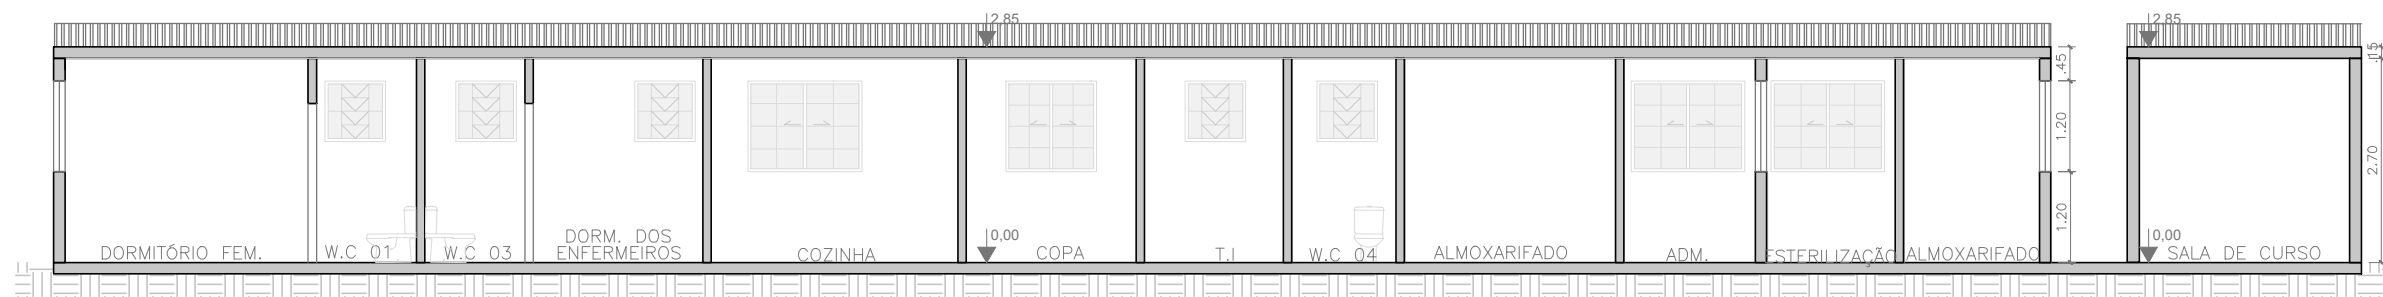 2,85
2,85
.45
.15
1.20
2.70
1.20
0,00
0,00
DORMITÓRIO FEM.
W.C 01
W.C 03
DORM. DOS
ENFERMEIROS
COZINHA
COPA
T.I
W.C 04
ALMOXARIFADO
ADM.
ESTERILIZAÇÃO
ALMOXARIFADO
SALA DE CURSO